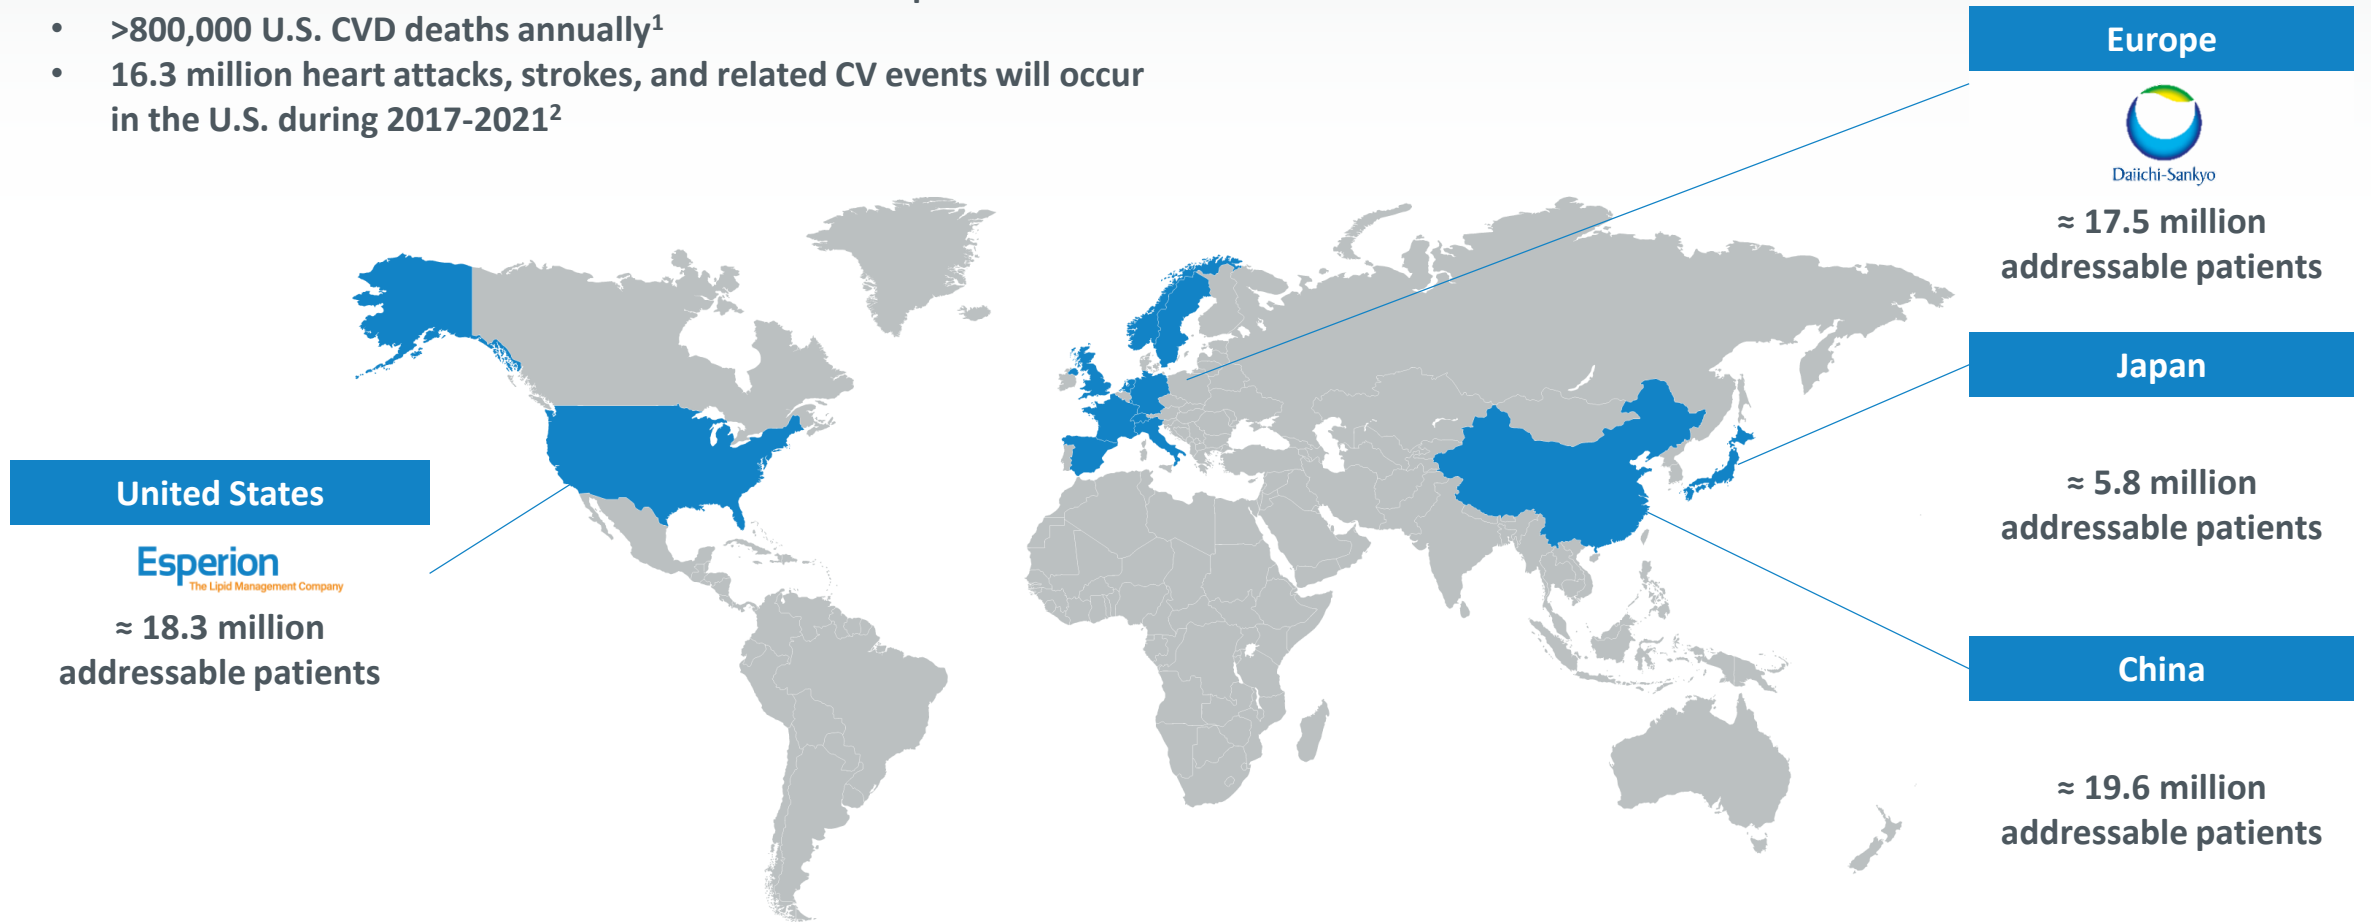 • >800,000 U.S. CVD deaths annually¹
• 16.3 million heart attacks, strokes, and related CV events will occur
in the U.S. during 2017-2021²
Europe
Daiichi-Sankyo
≈ 17.5 million
addressable patients
Japan
≈ 5.8 million
addressable patients
United States
Esperion
The Lipid Management Company
≈ 18.3 million
addressable patients
China
≈ 19.6 million
addressable patients